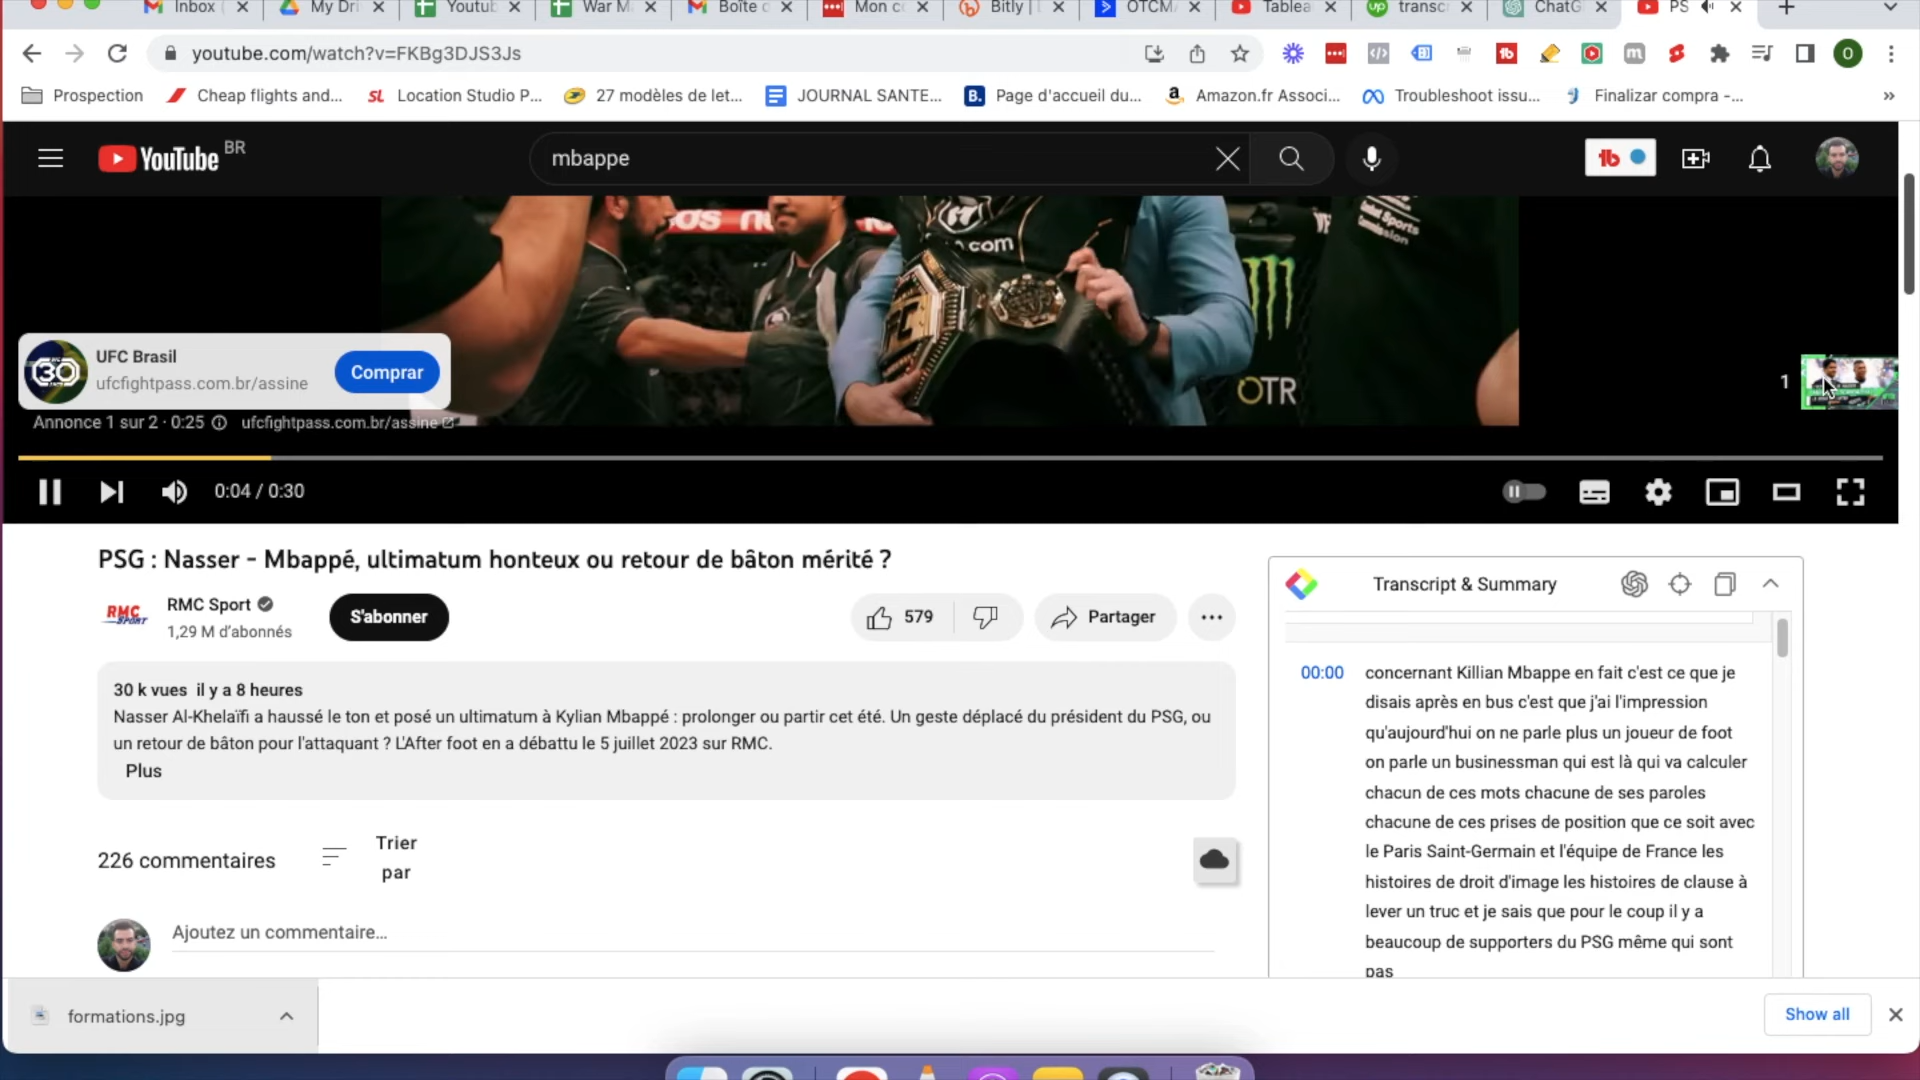 Inbox
My Dri
Youtub
War M
Boîte
Mon c
Bitly |
OTCM
Tablea
transc
ChatG
PS
youtube.com/watch?v=FKBg3DJS3Js
Prospection
Cheap flights and...
Location Studio P...
27 modèles de let...
JOURNAL SANTE...
Page d'accueil du...
Amazon.fr Associ...
Troubleshoot issu...
Finalizar compra -...
YouTube BR
mbappe
.com
UFC Brasil
ufcfightpass.com.br/assine
Comprar
OTR
1
Annonce 1 sur 2 · 0:25
ufcfightpass.com.br/assine
0:04 / 0:30
PSG : Nasser - Mbappé, ultimatum honteux ou retour de bâton mérité ?
RMC SPORT
RMC Sport
1,29 M d'abonnés
S'abonner
579
Partager
30 k vues il y a 8 heures
Nasser Al-Khelaïfi a haussé le ton et posé un ultimatum à Kylian Mbappé : prolonger ou partir cet été. Un geste déplacé du président du PSG, ou
un retour de bâton pour l'attaquant ? L'After foot en a débattu le 5 juillet 2023 sur RMC.
Plus
226 commentaires
Trier
par
Ajoutez un commentaire...
Transcript & Summary
00:00
concernant Killian Mbappe en fait c'est ce que je
disais après en bus c'est que j'ai l'impression
qu'aujourd'hui on ne parle plus un joueur de foot
on parle un businessman qui est là qui va calculer
chacun de ces mots chacune de ses paroles
chacune de ces prises de position que ce soit avec
le Paris Saint-Germain et l'équipe de France les
histoires de droit d'image les histoires de clause à
lever un truc et je sais que pour le coup il y a
beaucoup de supporters du PSG même qui sont
pas
formations.jpg
Show all